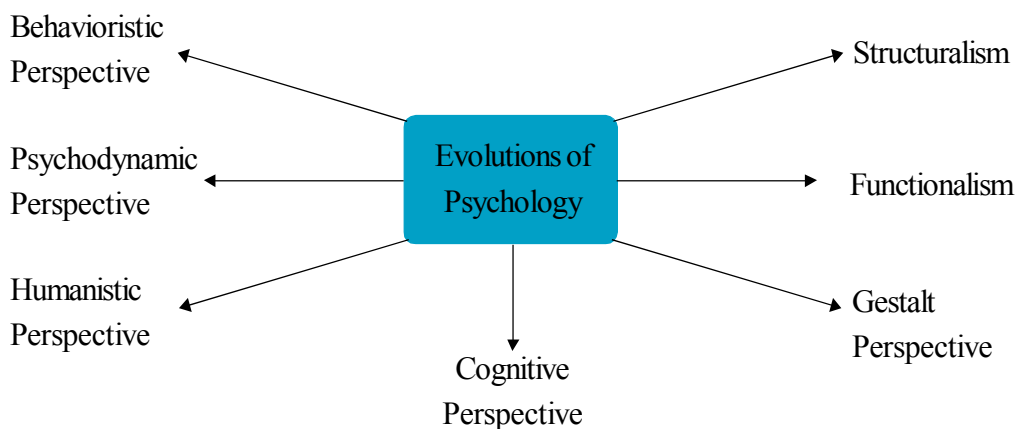 Behavioristic
Perspective
Structuralism
Evolutions of
Psychology
Psychodynamic
Perspective
Functionalism
Humanistic
Perspective
Gestalt
Perspective
Cognitive
Perspective